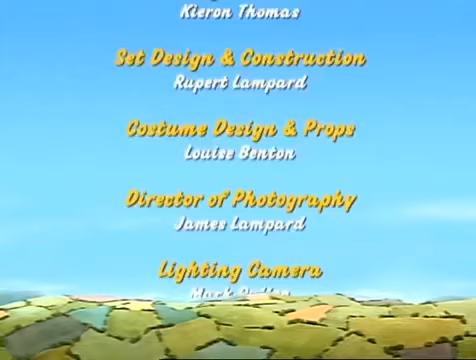 Kieron Thomas
Set Design & Construction
Rupert Lampard
Costume Design & Props
Louise Benton
Director of Photography
James Lampard
Lighting Camera
Mark